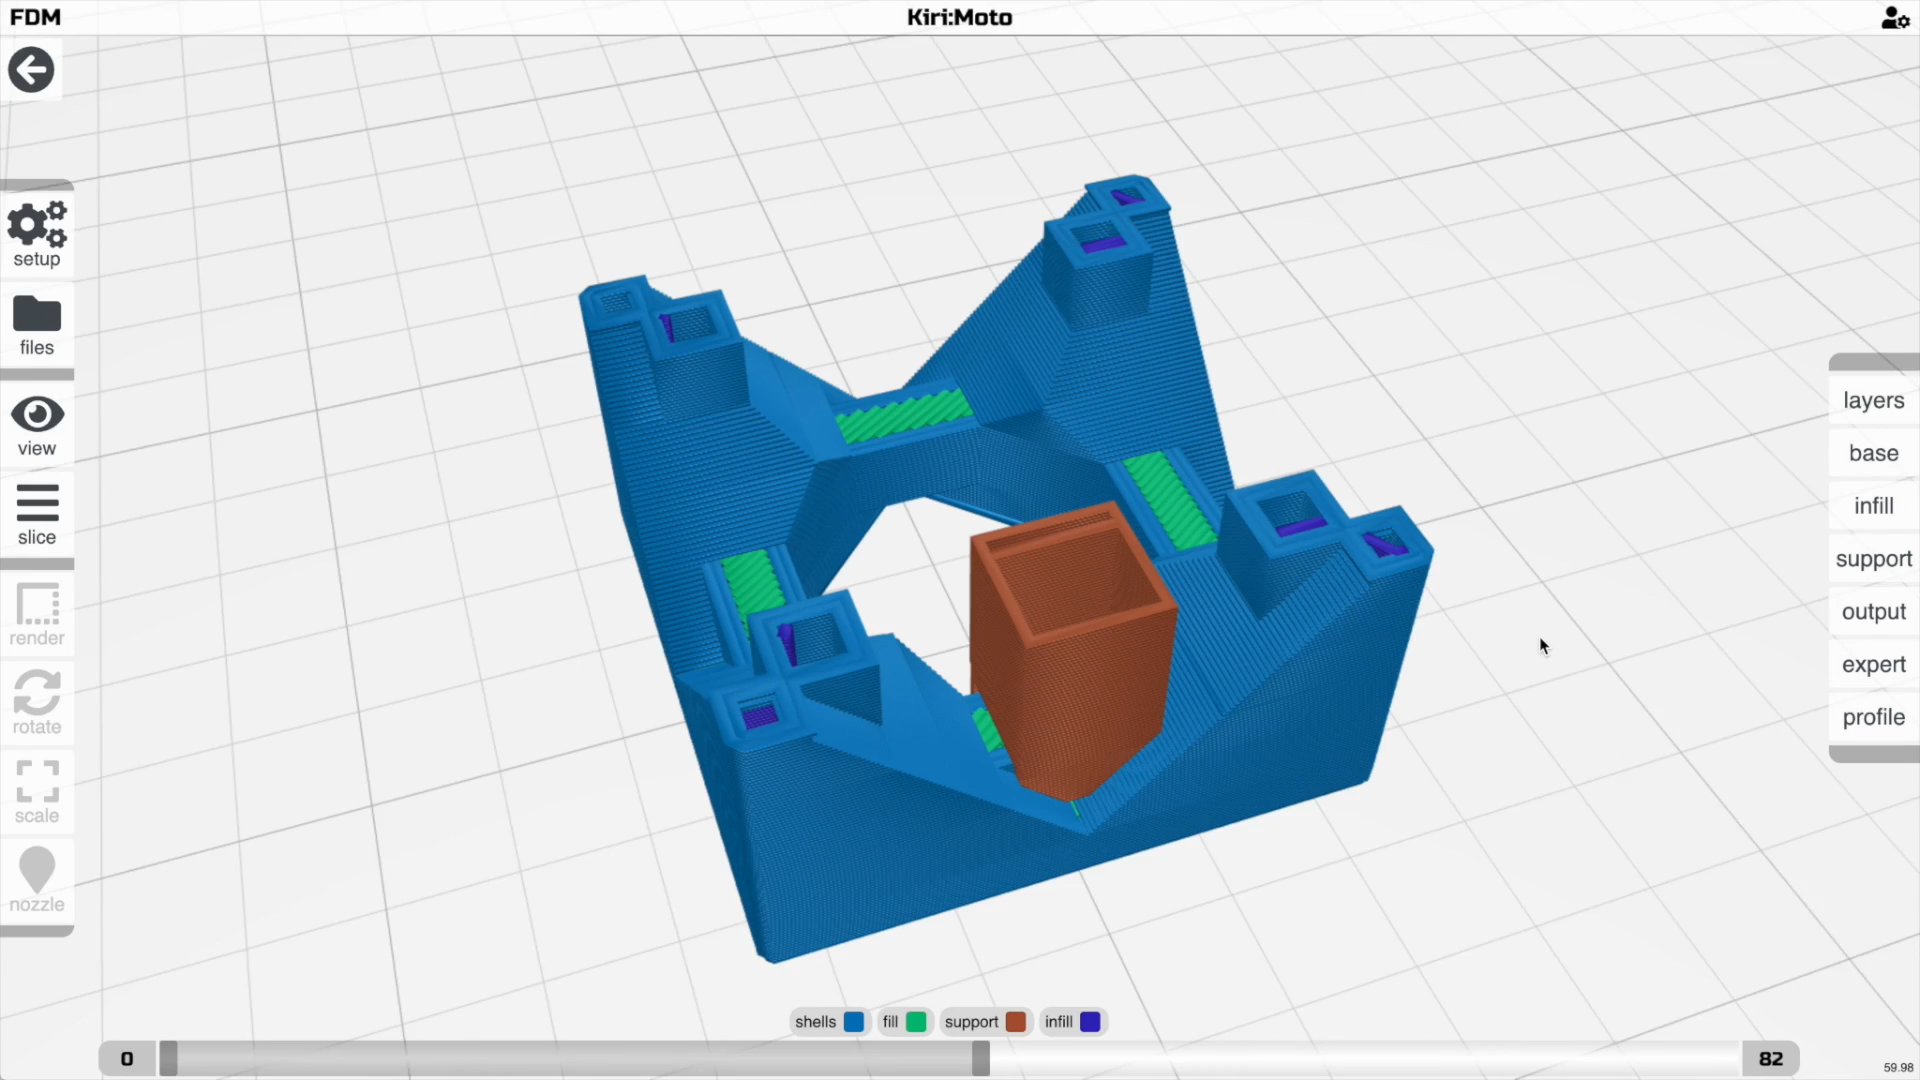 FDM
Kiri:Moto
setup
files
view
slice
render
rotate
scale
nozzle
layers
base
infill
support
output
expert
profile
shells fill support infill
0
82
59.98